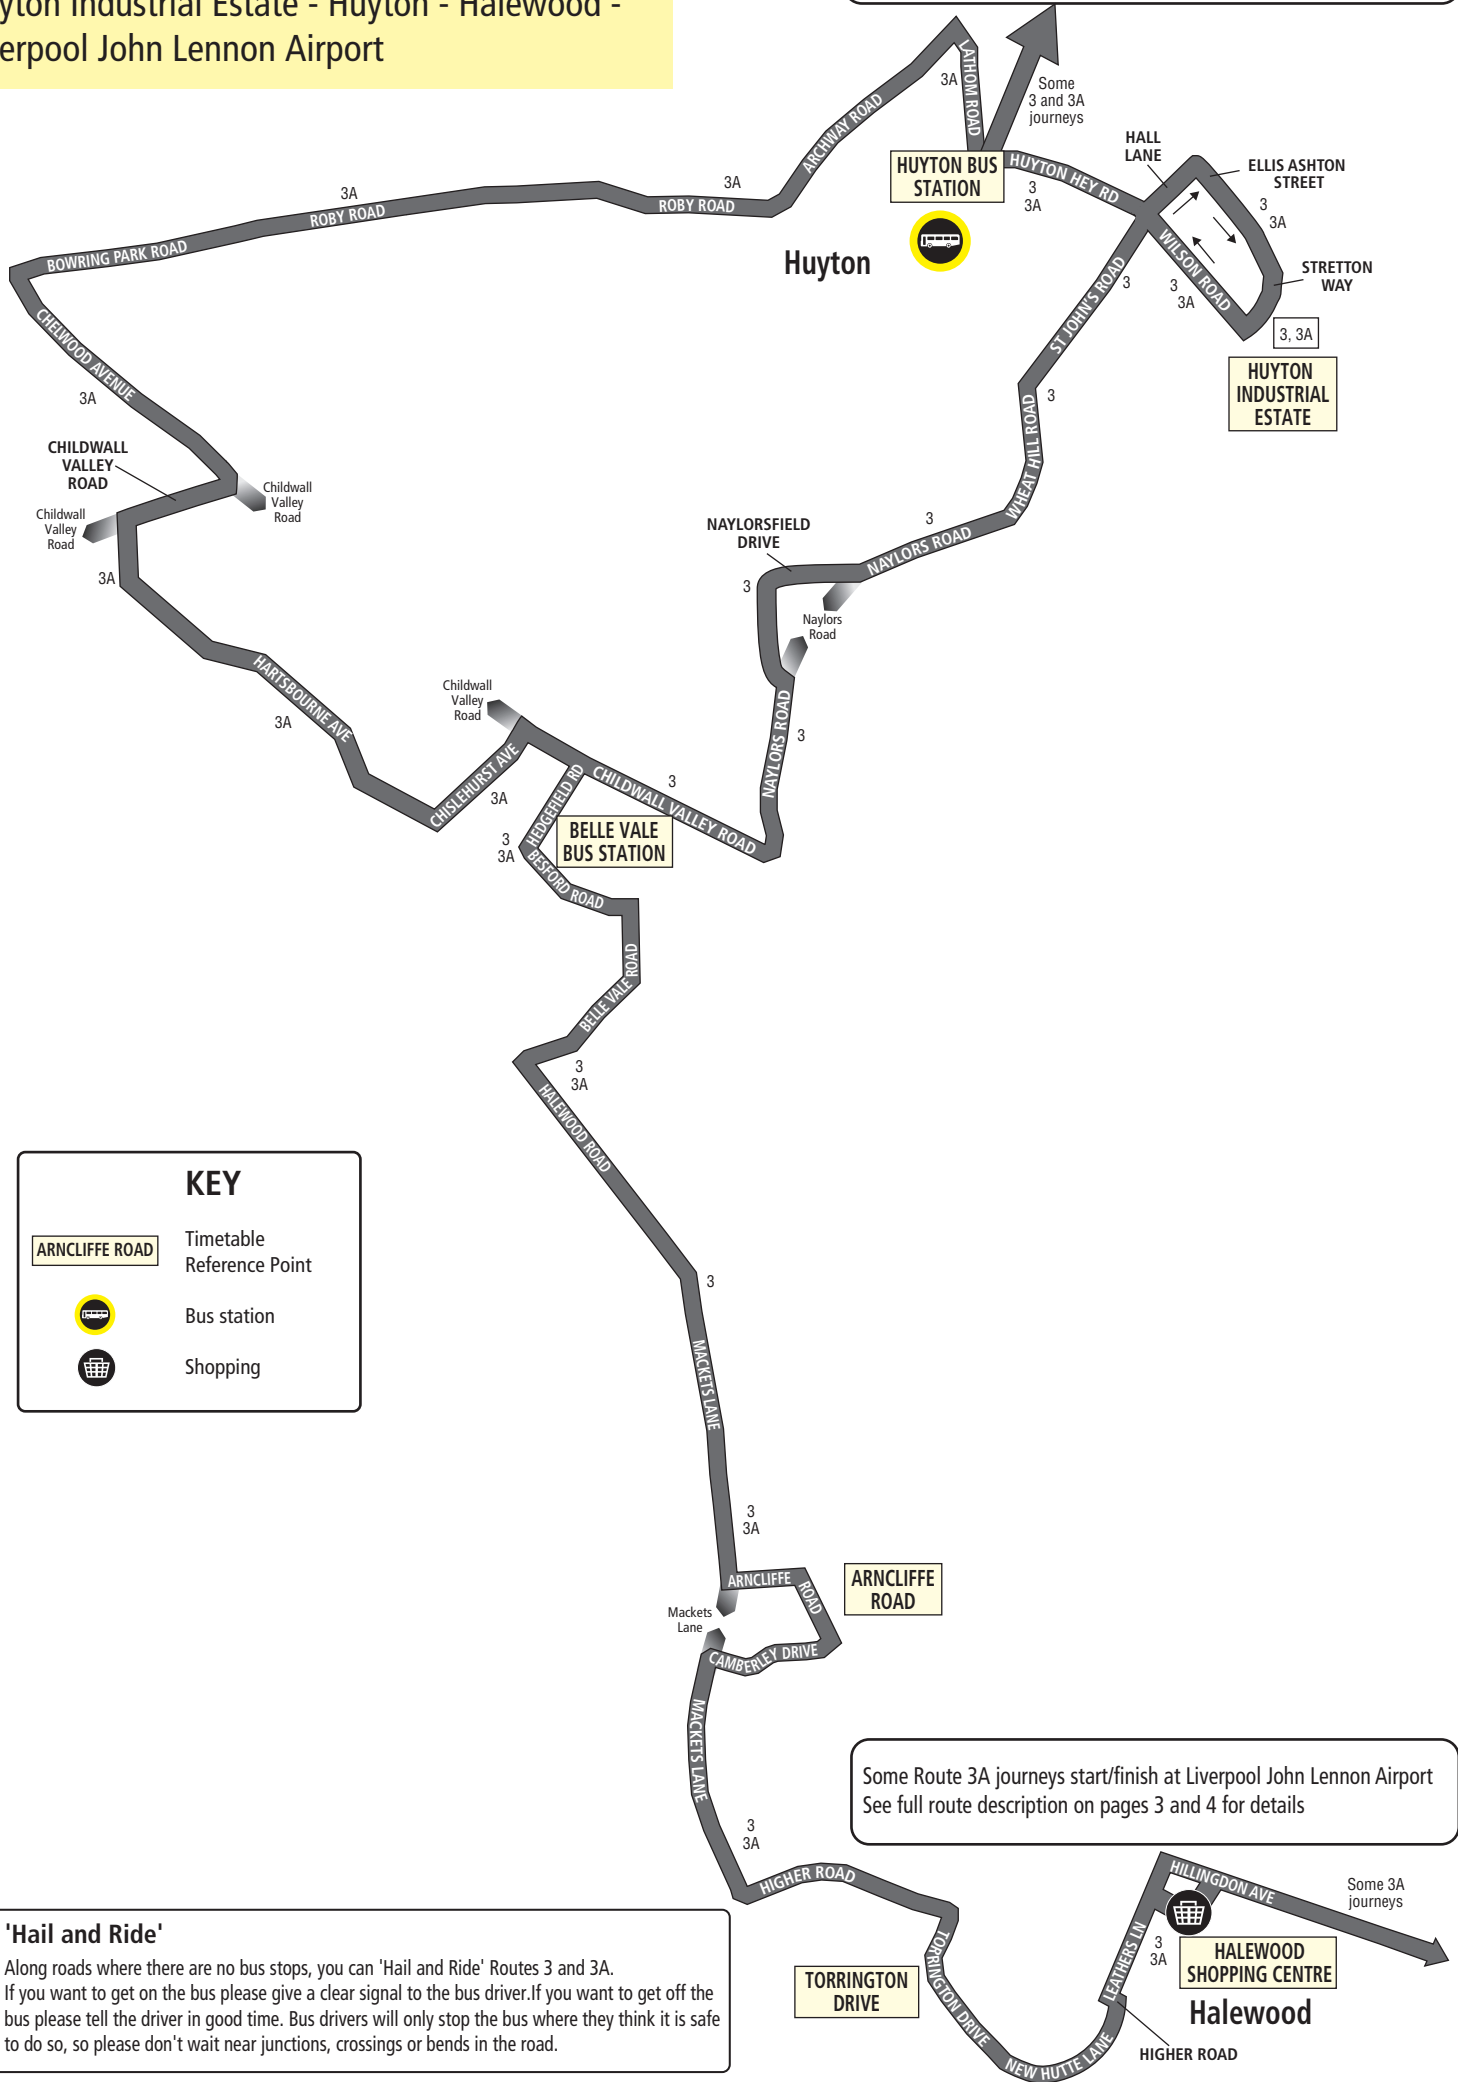 yton Industrial Estate - Huyton - Halewood -
erpool John Lennon Airport
LATHOM ROAD
3A
Some
3 and 3A
journeys
ARCHWAY ROAD
HUYTON BUS
STATION
HUYTON HEY RD
3
3A
HALL
LANE
ELLIS ASHTON
STREET
3
3A
3A
ROBY ROAD
3A
ROBY ROAD
BOWRING PARK ROAD
Huyton
WILSON ROAD
3
3A
STRETTON
WAY
3, 3A
HUYTON
INDUSTRIAL
ESTATE
ST JOHN'S ROAD
3
CHELWOOD AVENUE
3A
3
WHEAT HILL ROAD
CHILDWALL
VALLEY
ROAD
Childwall
Valley
Road
Childwall
Valley
Road
3A
NAYLORSFIELD
DRIVE
3
NAYLORS ROAD
3
Naylors
Road
HARTSBOURNE AVE
3A
Childwall
Valley
Road
NAYLORS ROAD
3
CHISLEHURST AVE
3A
HEDGEFIELD RD
CHILDWALL VALLEY ROAD
3
3
3A
BELLE VALE
BUS STATION
BESFORD ROAD
BELLE VALE ROAD
3
3A
HALEWOOD ROAD
KEY
ARNCLIFFE ROAD
Timetable
Reference Point
Bus station
Shopping
3
MACKETS LANE
3
3A
ARNCLIFFE ROAD
ARNCLIFFE
ROAD
Mackets
Lane
CAMBERLEY DRIVE
MACKETS LANE
Some Route 3A journeys start/finish at Liverpool John Lennon Airport
See full route description on pages 3 and 4 for details
3
3A
HIGHER ROAD
HILLINGDON AVE
Some 3A
journeys
TORRINGTON DRIVE
LEATHERS LN
3
3A
HALEWOOD
SHOPPING CENTRE
Halewood
TORRINGTON
DRIVE
NEW HUTTE LANE
HIGHER ROAD
'Hail and Ride'
Along roads where there are no bus stops, you can 'Hail and Ride' Routes 3 and 3A.
If you want to get on the bus please give a clear signal to the bus driver.If you want to get off the
bus please tell the driver in good time. Bus drivers will only stop the bus where they think it is safe
to do so, so please don't wait near junctions, crossings or bends in the road.